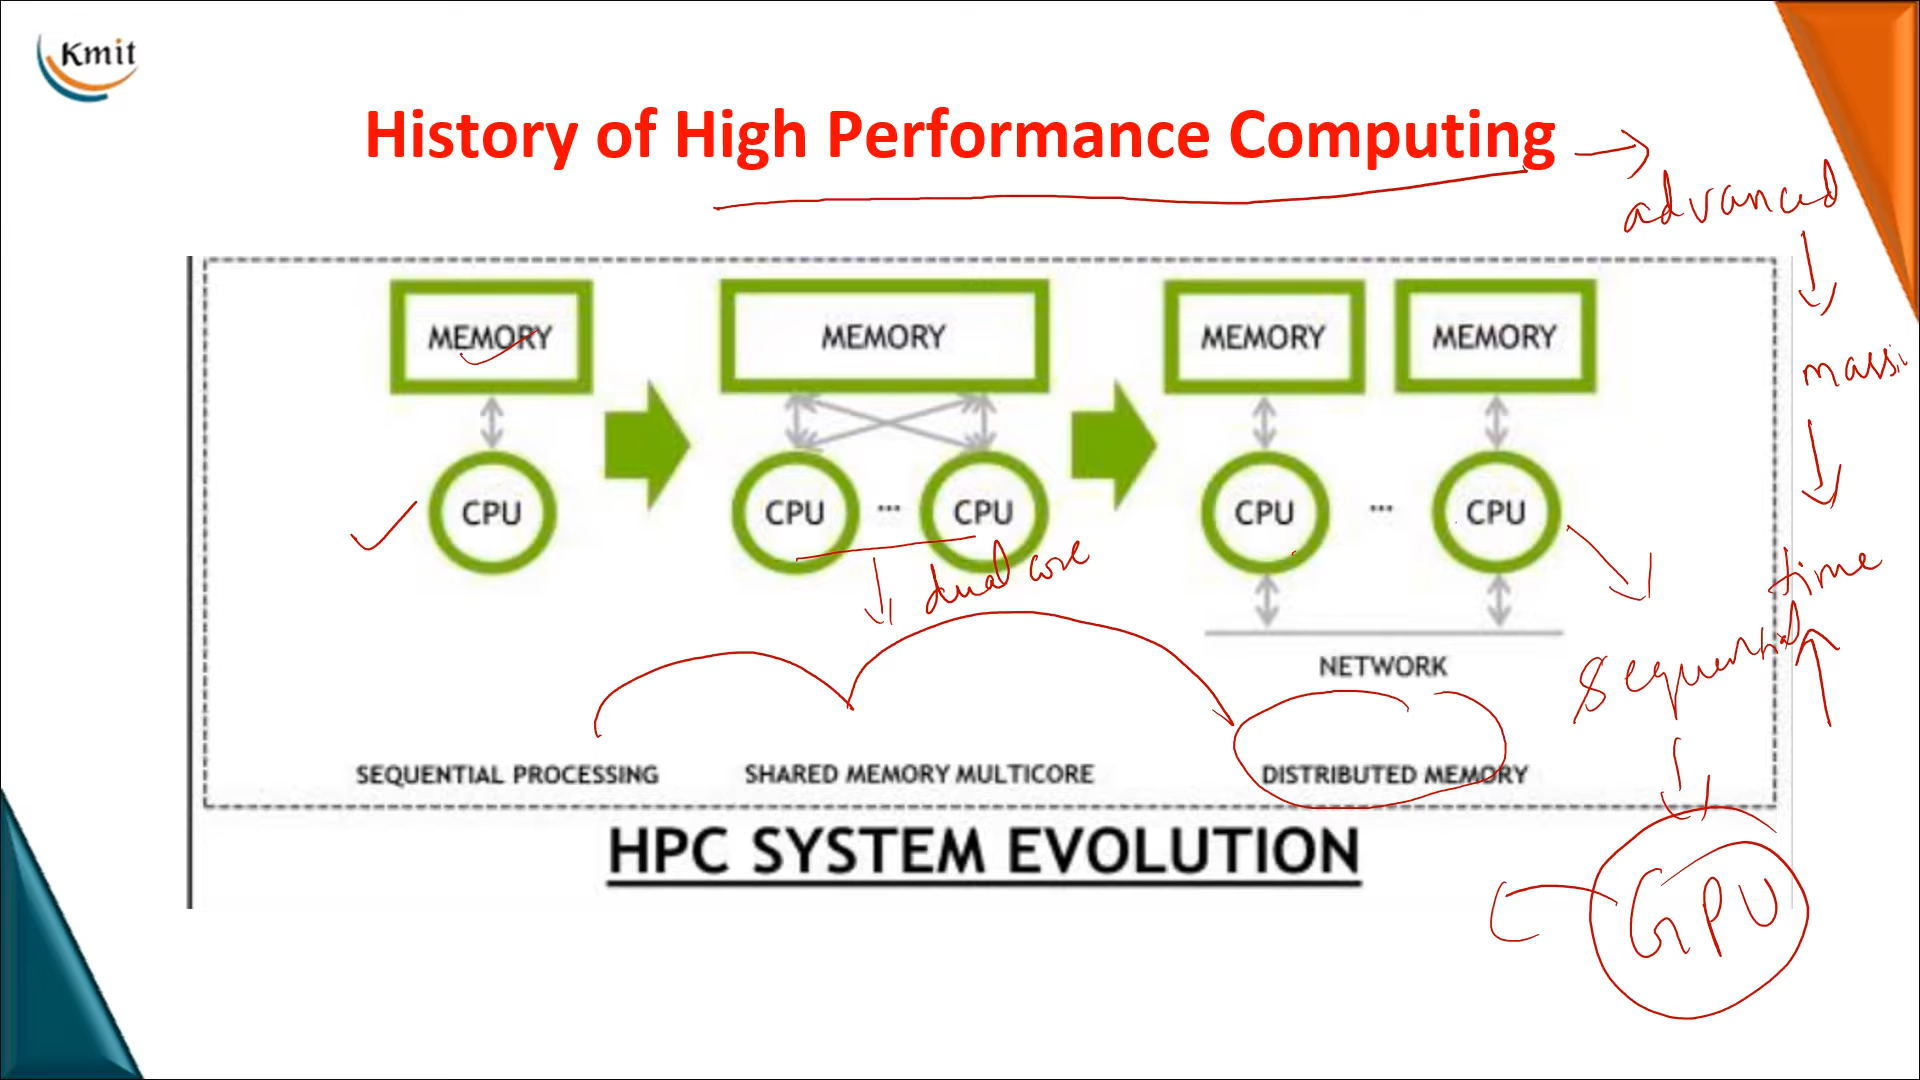 Kmit
History of High Performance Computing
advanced
MEMORY MEMORY MEMORY MEMORY
massi
CPU CPU ... CPU CPU ... CPU
dual core
time
NETWORK
sequential
SEQUENTIAL PROCESSING SHARED MEMORY MULTICORE DISTRIBUTED MEMORY
HPC SYSTEM EVOLUTION
GPU